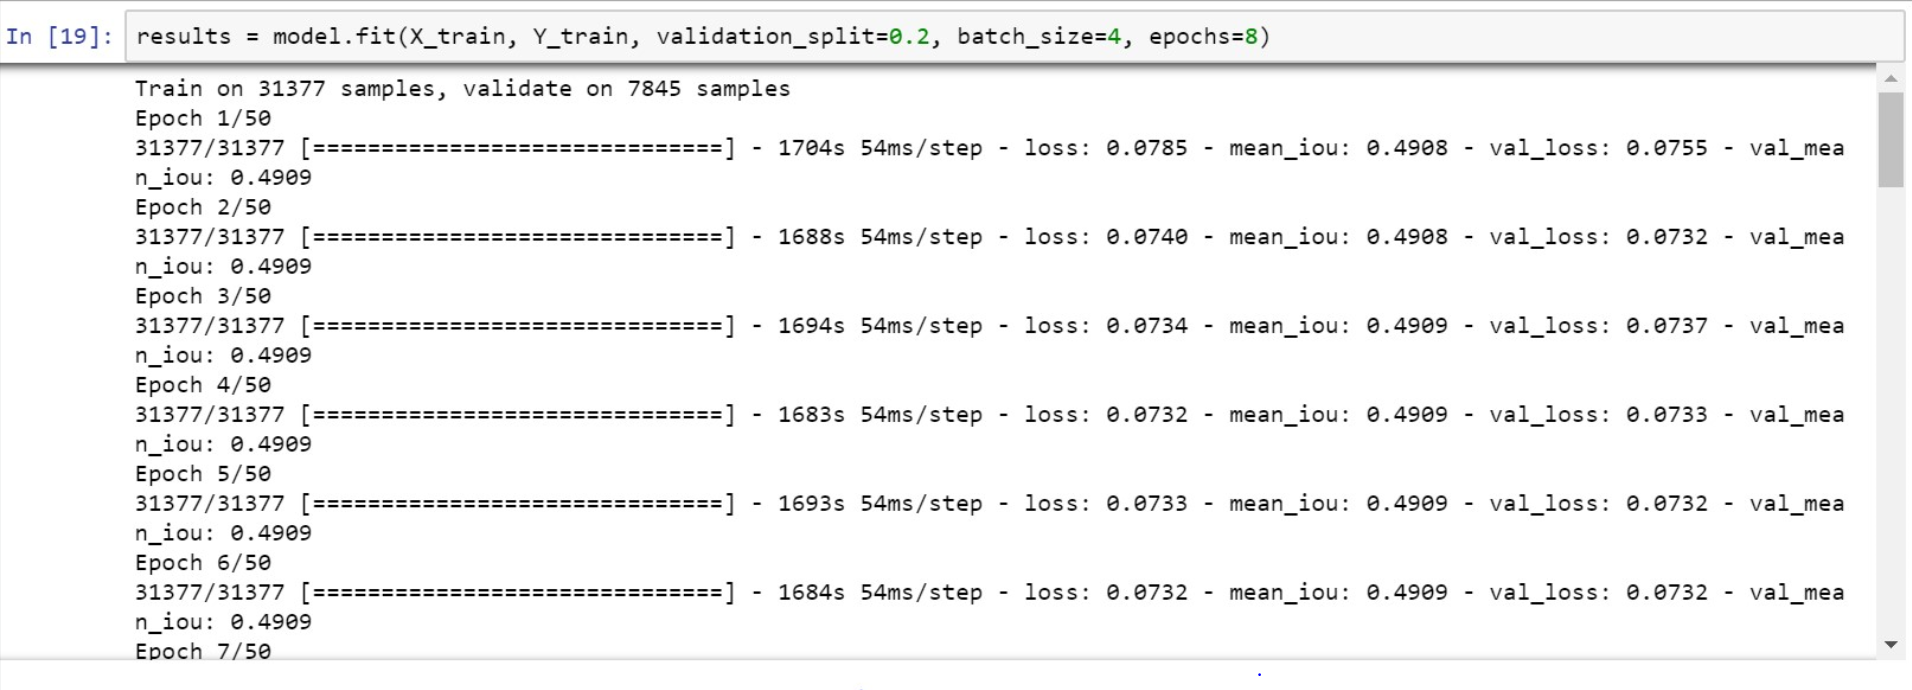 In [19]: results = model.fit(X_train, Y_train, validation_split=0.2, batch_size=4, epochs=8)
Train on 31377 samples, validate on 7845 samples
Epoch 1/50
31377/31377 [==============================] - 1704s 54ms/step - loss: 0.0785 - mean_iou: 0.4908 - val_loss: 0.0755 - val_mea
n_iou: 0.4909
Epoch 2/50
31377/31377 [==============================] - 1688s 54ms/step - loss: 0.0740 - mean_iou: 0.4908 - val_loss: 0.0732 - val_mea
n_iou: 0.4909
Epoch 3/50
31377/31377 [==============================] - 1694s 54ms/step - loss: 0.0734 - mean_iou: 0.4909 - val_loss: 0.0737 - val_mea
n_iou: 0.4909
Epoch 4/50
31377/31377 [==============================] - 1683s 54ms/step - loss: 0.0732 - mean_iou: 0.4909 - val_loss: 0.0733 - val_mea
n_iou: 0.4909
Epoch 5/50
31377/31377 [==============================] - 1693s 54ms/step - loss: 0.0733 - mean_iou: 0.4909 - val_loss: 0.0732 - val_mea
n_iou: 0.4909
Epoch 6/50
31377/31377 [==============================] - 1684s 54ms/step - loss: 0.0732 - mean_iou: 0.4909 - val_loss: 0.0732 - val_mea
n_iou: 0.4909
Epoch 7/50